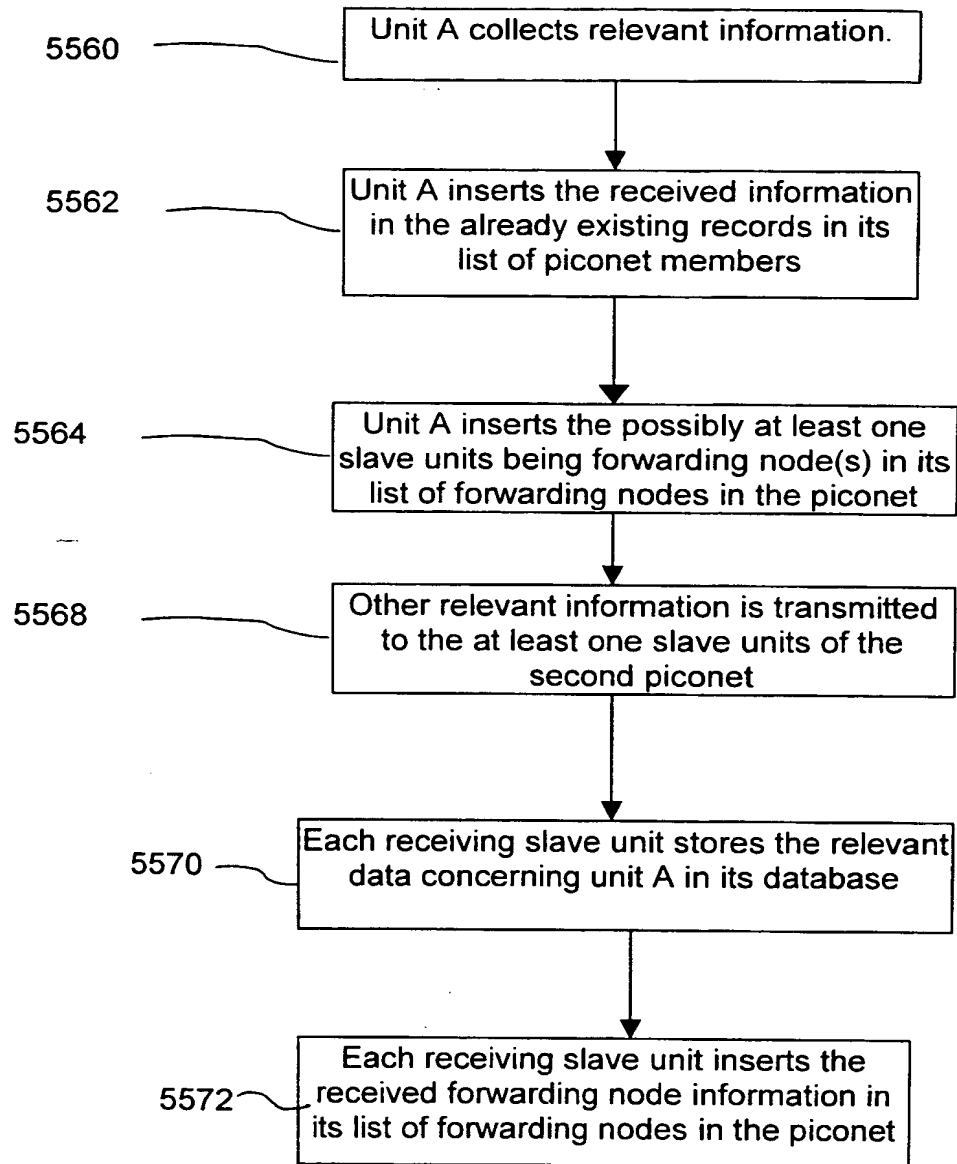 5560
Unit A collects relevant information.
5562
Unit A inserts the received information
in the already existing records in its
list of piconet members
5564
Unit A inserts the possibly at least one
slave units being forwarding node(s) in its
list of forwarding nodes in the piconet
5568
Other relevant information is transmitted
to the at least one slave units of the
second piconet
5570
Each receiving slave unit stores the relevant
data concerning unit A in its database
5572
Each receiving slave unit inserts the
received forwarding node information in
its list of forwarding nodes in the piconet